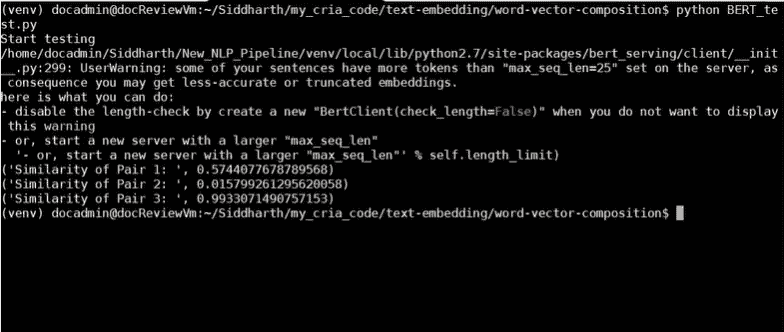 (venv) docadmin@docReviewVm:~/Siddharth/my_cria_code/text-embedding/word-vector-composition$ python BERT_te
st.py
Start testing
/home/docadmin/Siddharth/New_NLP_Pipeline/venv/local/lib/python2.7/site-packages/bert_serving/client/__init
__.py:299: UserWarning: some of your sentences have more tokens than "max_seq_len=25" set on the server, as
consequence you may get less-accurate or truncated embeddings.
here is what you can do:
- disable the length-check by create a new "BertClient(check_length=False)" when you do not want to display
this warning
- or, start a new server with a larger "max_seq_len"
  '- or, start a new server with a larger "max_seq_len"' % self.length_limit)
('Similarity of Pair 1: ', 0.5744077678789568)
('Similarity of Pair 2: ', 0.015799261295620058)
('Similarity of Pair 3: ', 0.9933071490757153)
(venv) docadmin@docReviewVm:~/Siddharth/my_cria_code/text-embedding/word-vector-composition$